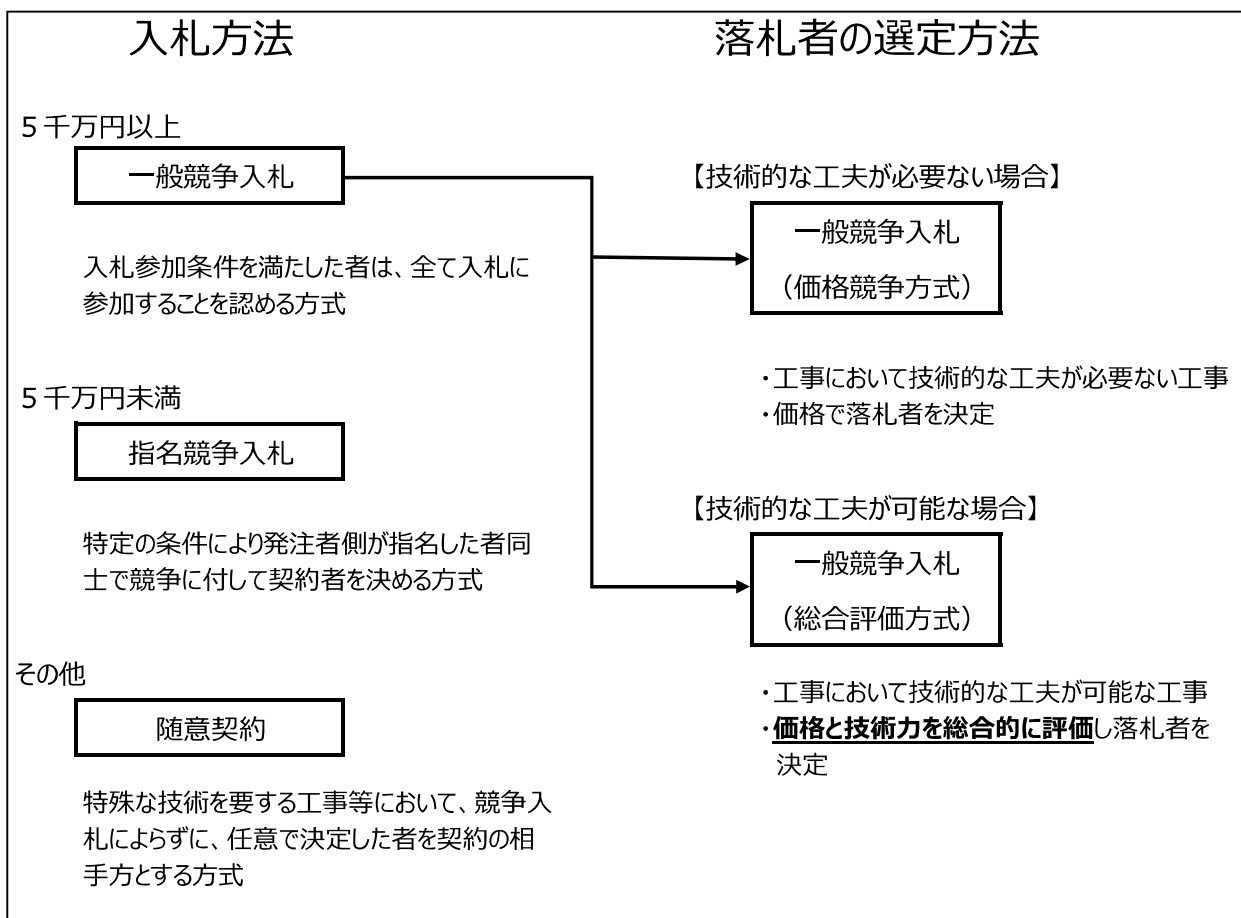 入札方法
5千万円以上
一般競争入札
入札参加条件を満たした者は、全て入札に
参加することを認める方式
5千万円未満
指名競争入札
特定の条件により発注者側が指名した者同
士で競争に付して契約者を決める方式
その他
随意契約
特殊な技術を要する工事等において、競争入
札によらずに、任意で決定した者を契約の相
手方とする方式
落札者の選定方法
【技術的な工夫が必要ない場合】
一般競争入札
（価格競争方式）
・工事において技術的な工夫が必要ない工事
・価格で落札者を決定
【技術的な工夫が可能な場合】
一般競争入札
（総合評価方式）
・工事において技術的な工夫が可能な工事
・価格と技術力を総合的に評価し落札者を
決定